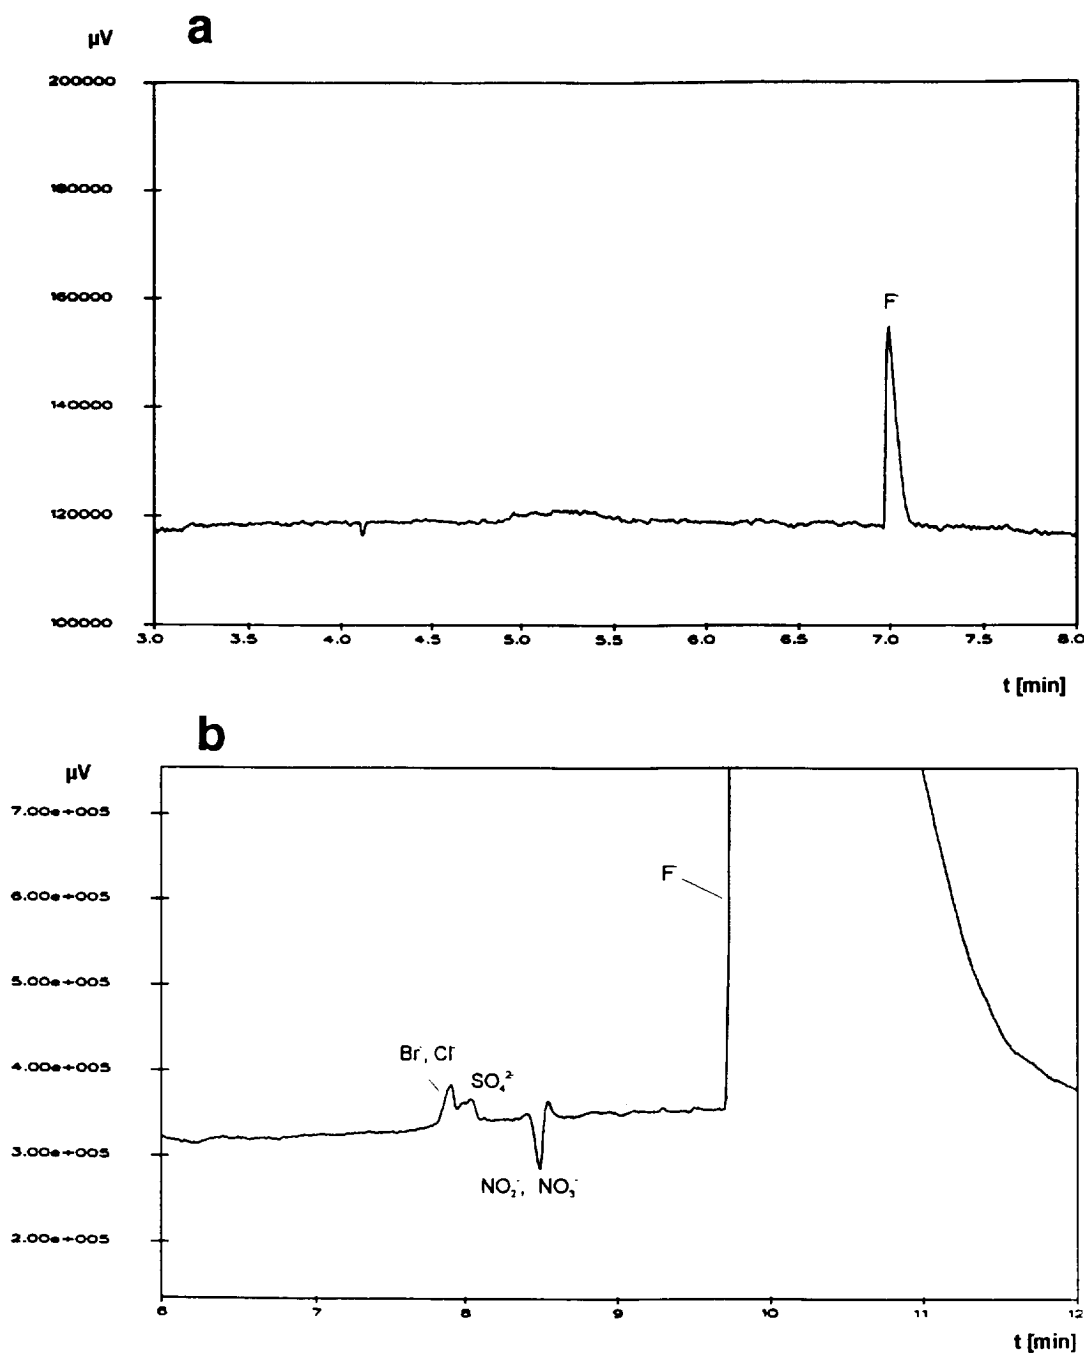 a
µV
200000
180000
160000
140000
120000
100000
F⁻
3.0 3.5 4.0 4.5 5.0 5.5 6.0 6.5 7.0 7.5 8.0
t [min]
b
µV
7.00e+005
6.00e+005
5.00e+005
4.00e+005
3.00e+005
2.00e+005
F⁻
Br⁻, Cl⁻
SO₄²⁻
NO₂⁻, NO₃⁻
6 7 8 9 10 11 12
t [min]